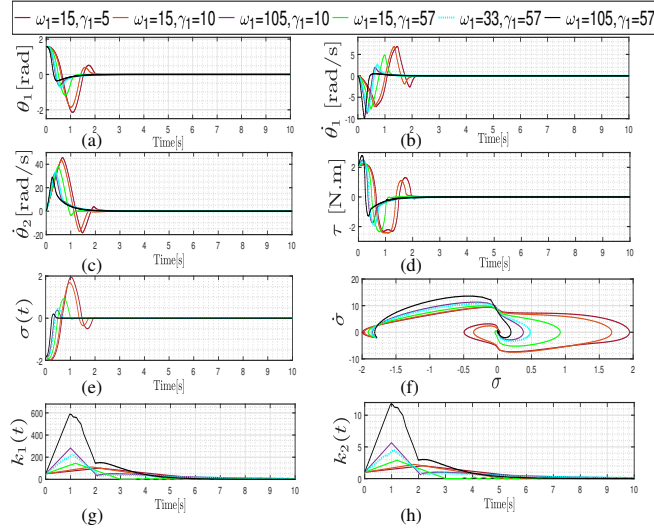 ω₁=15,γ₁=5 ω₁=15,γ₁=10 ω₁=105,γ₁=10 ω₁=15,γ₁=57 ω₁=33,γ₁=57 ω₁=105,γ₁=57
θ₁[rad]
2
0
-2
0 1 2 3 4 5 6 7 8 9 10
(a) Time[s]
θ̇₁ [rad/s]
5
0
-5
-10
0 1 2 3 4 5 6 7 8 9 10
(b) Time[s]
θ̇₂[rad/s]
40
20
0
-20
0 1 2 3 4 5 6 7 8 9 10
(c) Time[s]
τ [N.m]
2
0
-2
0 1 2 3 4 5 6 7 8 9 10
(d) Time[s]
σ(t)
2
0
-2
0 1 2 3 4 5 6 7 8 9 10
(e) Time[s]
σ̇
20
10
0
-10
-2 -1.5 -1 -0.5 0 0.5 1 1.5 2
(f) σ
k₁(t)
600
400
200
0
0 1 2 3 4 5 6 7 8 9 10
Time[s]
(g)
k₂(t)
10
5
0
0 1 2 3 4 5 6 7 8 9 10
Time[s]
(h)